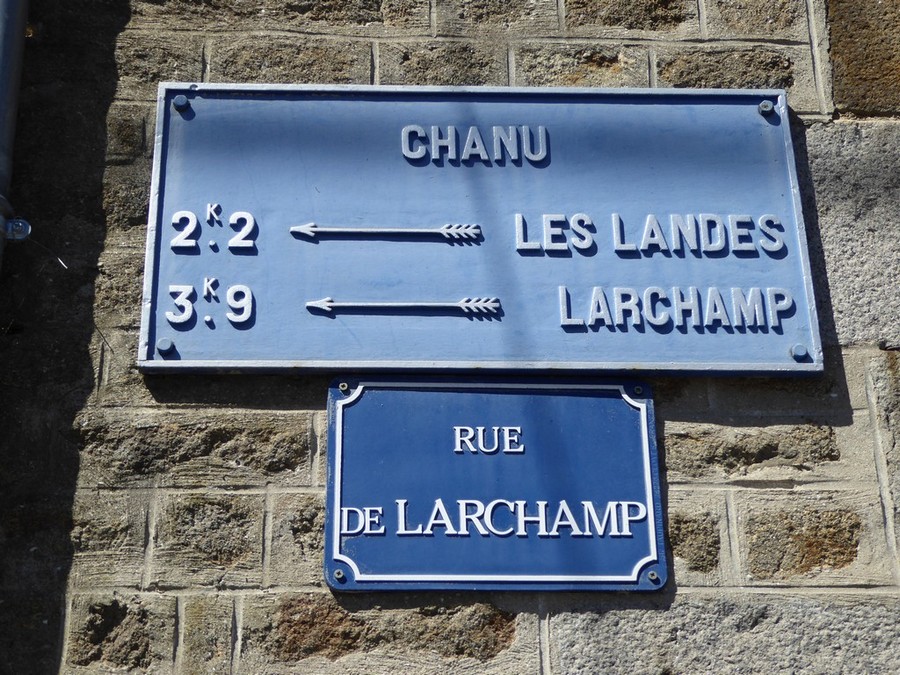 CHANU
2K.2 LES LANDES
3K.9 LARCHAMP
RUE
DE LARCHAMP